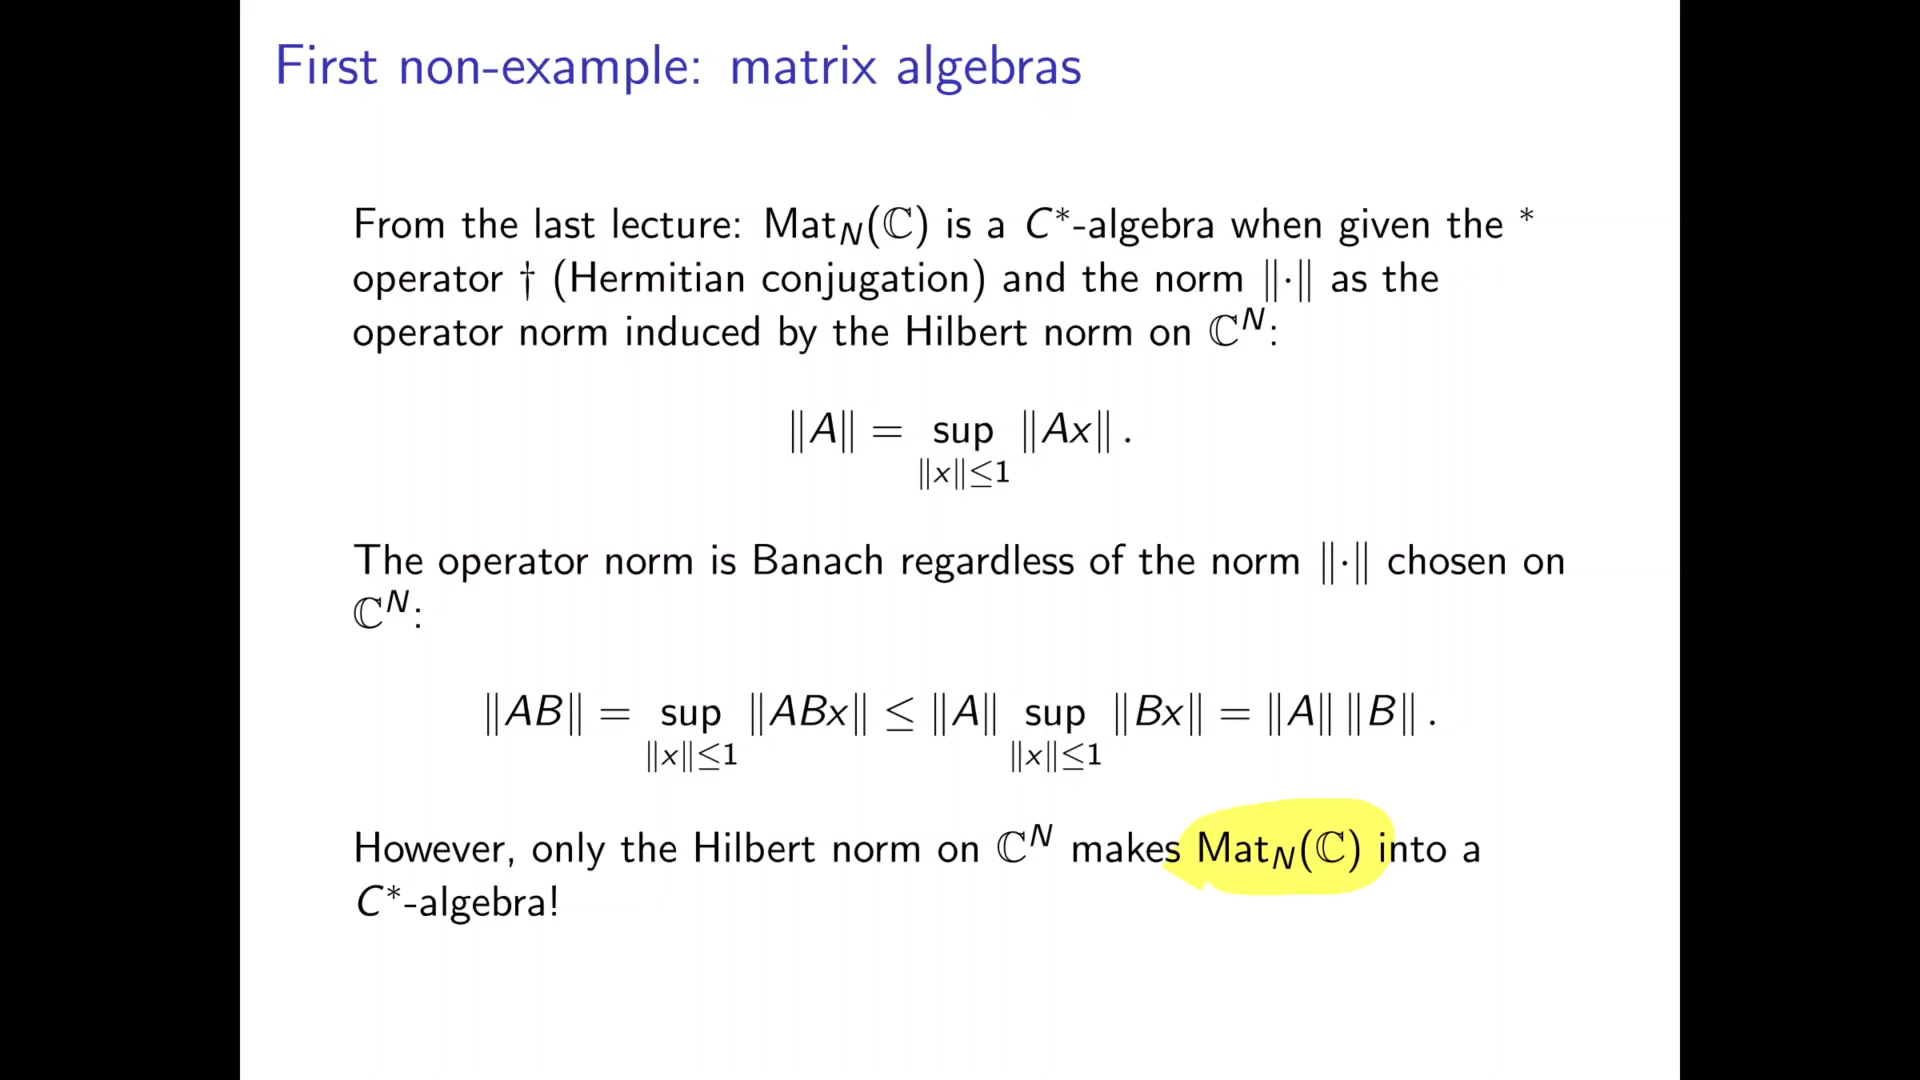 First non-example: matrix algebras
From the last lecture: Mat_N(ℂ) is a C*-algebra when given the *
operator † (Hermitian conjugation) and the norm ‖·‖ as the
operator norm induced by the Hilbert norm on ℂ^N:
‖A‖ = sup_{‖x‖≤1} ‖Ax‖ .
The operator norm is Banach regardless of the norm ‖·‖ chosen on
ℂ^N:
‖AB‖ = sup_{‖x‖≤1} ‖ABx‖ ≤ ‖A‖ sup_{‖x‖≤1} ‖Bx‖ = ‖A‖ ‖B‖ .
However, only the Hilbert norm on ℂ^N makes Mat_N(ℂ) into a
C*-algebra!